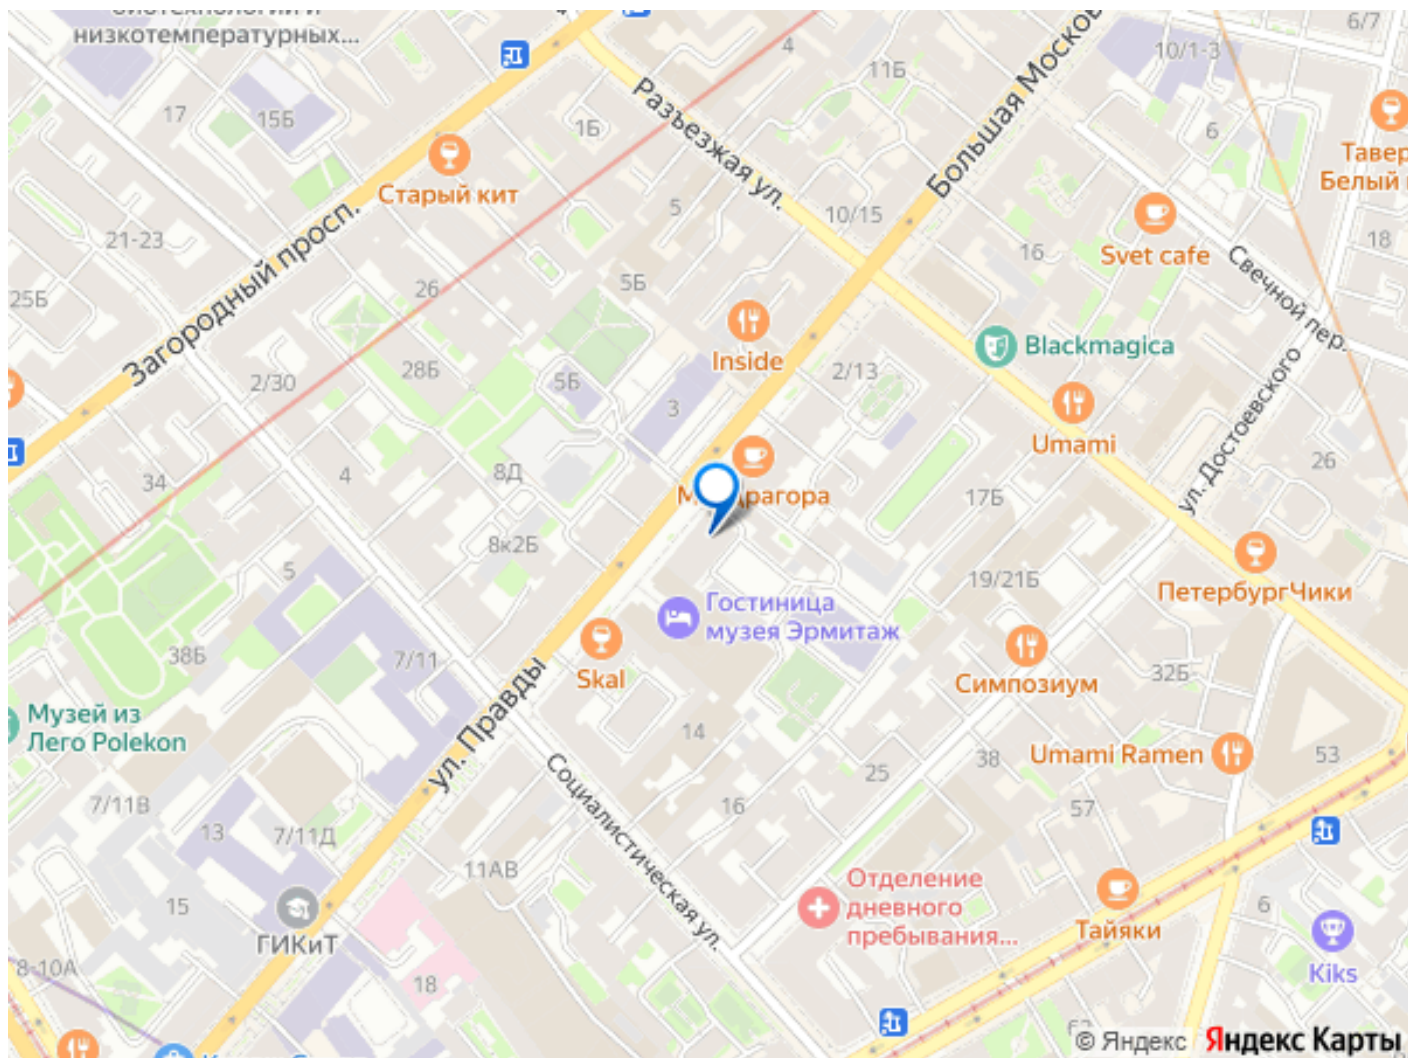 низкотемпературных...
4
6/7
4
10/1-3
11Б
Большая Москов
17
15Б
1Б
Разъезжая ул.
6
Тавер
Белый
Старый кит
5
10/15
Svet cafe
16
18
21-23
Загородный просп.
Свечной пер.
25Б
26
5Б
Inside
Blackmagica
2/30
28Б
5Б
3
2/13
Umami
ул. Достоевского
34
4
8Д
17Б
26
8к2Б
5
19/21Б
ПетербургЧики
Гостиница
музея Эрмитаж
38Б
7/11
Skal
Симпозиум
32Б
ул. Правды
Музей из
Лего Polekon
14
38
Umami Ramen
53
25
Социалистическая ул.
7/11В
13
7/11Д
16
57
11АВ
Отделение
дневного
пребывания...
15
ГИКиТ
Тайяки
6
8-10А
18
Kiks
© Яндекс Яндекс Карты